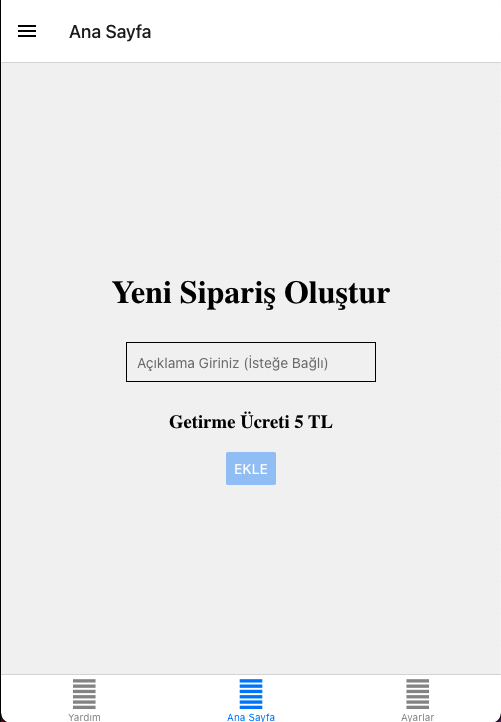 Ana Sayfa
Yeni Sipariş Oluştur
Açıklama Giriniz (İsteğe Bağlı)
Getirme Ücreti 5 TL
EKLE
Yardım
Ana Sayfa
Ayarlar